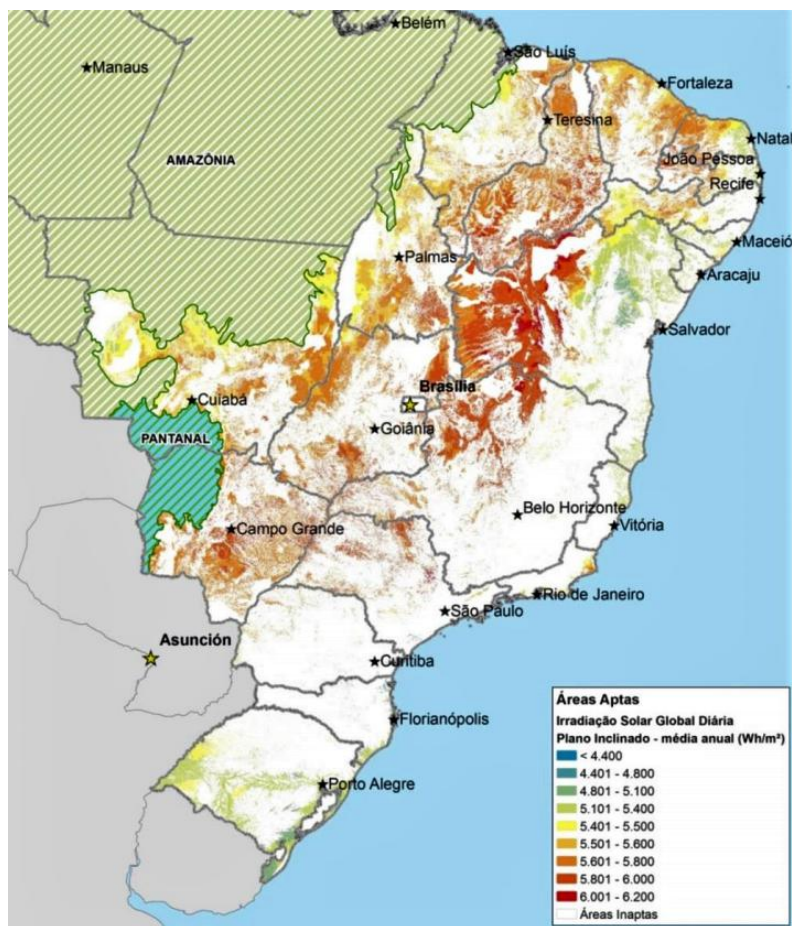 Belém
São Luís
Manaus
Fortaleza
Teresina
Natal
AMAZÔNIA
João Pessoa
Recife
Maceió
Palmas
Aracaju
Salvador
Brasília
Cuiabá
Goiânia
PANTANAL
Belo Horizonte
Campo Grande
Vitória
Rio de Janeiro
São Paulo
Asunción
Curitiba
Florianópolis
Porto Alegre
Áreas Aptas
Irradiação Solar Global Diária
Plano Inclinado - média anual (Wh/m²)
< 4.400
4.401 - 4.800
4.801 - 5.100
5.101 - 5.400
5.401 - 5.500
5.501 - 5.600
5.601 - 5.800
5.801 - 6.000
6.001 - 6.200
Áreas Inaptas